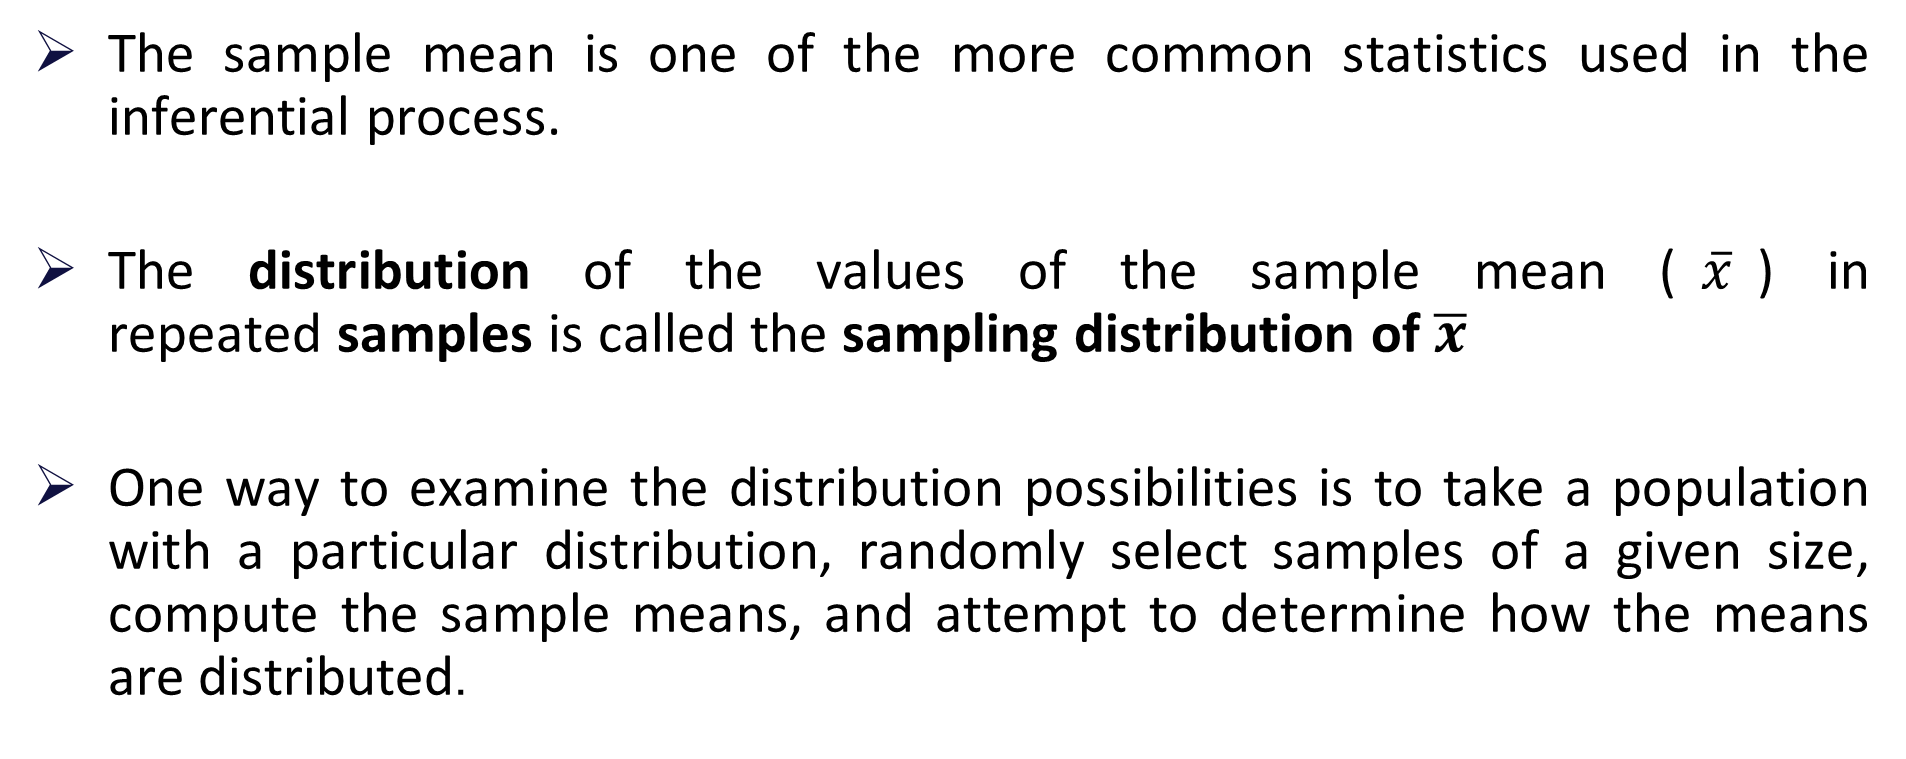 ➢ The sample mean is one of the more common statistics used in the
inferential process.
➢ The distribution of the values of the sample mean ( x̅ ) in
repeated samples is called the sampling distribution of x̅
➢ One way to examine the distribution possibilities is to take a population
with a particular distribution, randomly select samples of a given size,
compute the sample means, and attempt to determine how the means
are distributed.